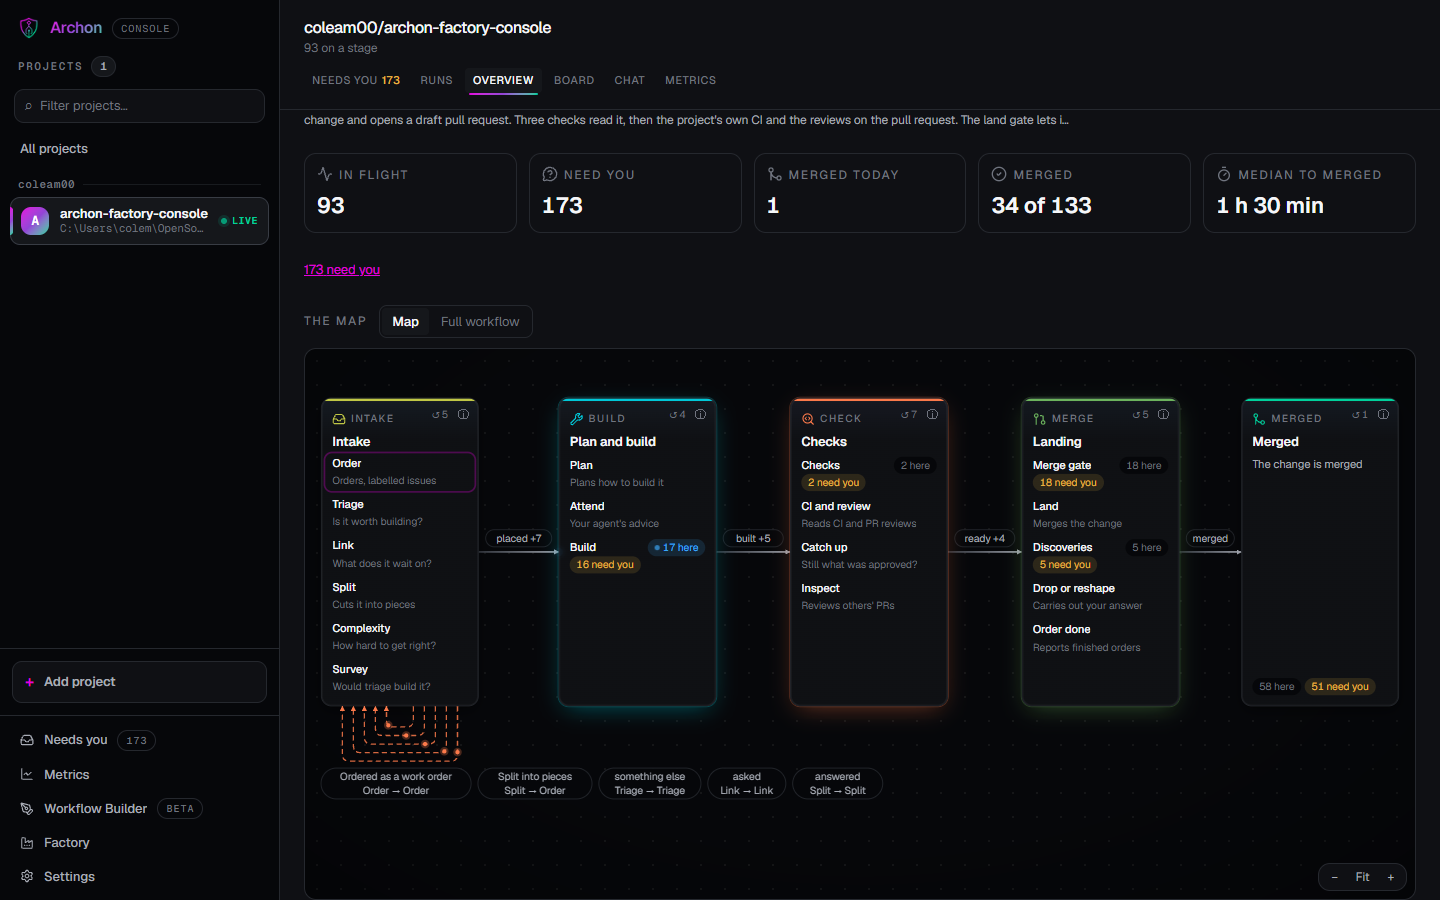 Archon CONSOLE
PROJECTS 1
Filter projects...
All projects
coleam00
A archon-factory-console LIVE
C:\Users\colem\OpenSo...
+ Add project
Needs you 173
Metrics
Workflow Builder BETA
Factory
Settings
coleam00/archon-factory-console
93 on a stage
NEEDS YOU 173 RUNS OVERVIEW BOARD CHAT METRICS
change and opens a draft pull request. Three checks read it, then the project's own CI and the reviews on the pull request. The land gate lets i...
IN FLIGHT
93
NEED YOU
173
MERGED TODAY
1
MERGED
34 of 133
MEDIAN TO MERGED
1 h 30 min
173 need you
THE MAP Map Full workflow
INTAKE ↺ 5
Intake
Order
Orders, labelled issues
Triage
Is it worth building?
Link
What does it wait on?
Split
Cuts it into pieces
Complexity
How hard to get right?
Survey
Would triage build it?
placed +7
BUILD ↺ 4
Plan and build
Plan
Plans how to build it
Attend
Your agent's advice
Build 17 here
16 need you
built +5
CHECK ↺ 7
Checks
Checks 2 here
2 need you
CI and review
Reads CI and PR reviews
Catch up
Still what was approved?
Inspect
Reviews others' PRs
ready +4
MERGE ↺ 5
Landing
Merge gate 18 here
18 need you
Land
Merges the change
Discoveries 5 here
5 need you
Drop or reshape
Carries out your answer
Order done
Reports finished orders
merged
MERGED ↺ 1
Merged
The change is merged
58 here 51 need you
Ordered as a work order
Order → Order
Split into pieces
Split → Order
something else
Triage → Triage
asked
Link → Link
answered
Split → Split
− Fit +